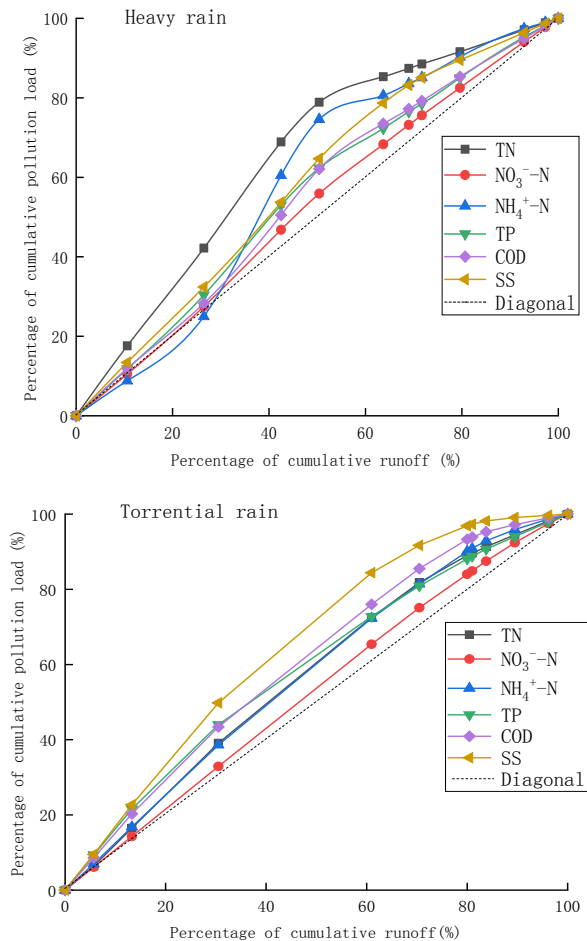 Heavy rain
Percentage of cumulative pollution load (%)
100
80
60
40
20
0
TN
NO₃⁻-N
NH₄⁺-N
TP
COD
SS
Diagonal
0 20 40 60 80 100
Percentage of cumulative runoff (%)
Torrential rain
Percentage of cumulative pollution load (%)
100
80
60
40
20
0
TN
NO₃⁻-N
NH₄⁺-N
TP
COD
SS
Diagonal
0 20 40 60 80 100
Percentage of cumulative runoff(%)